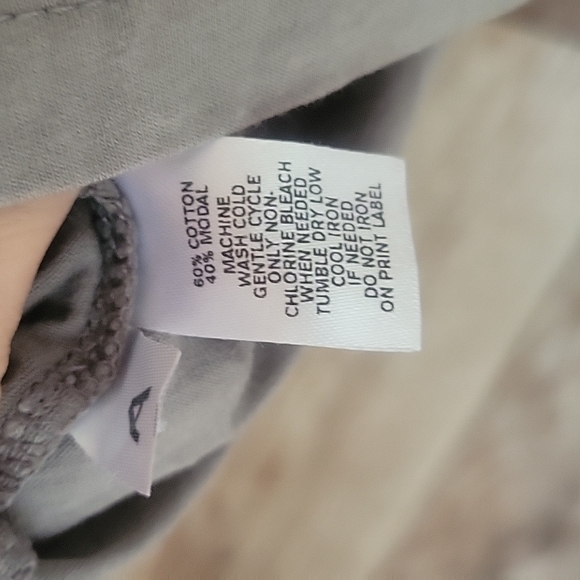 60% COTTON
40% MODAL
MACHINE
WASH COLD
GENTLE CYCLE
ONLY NON-
CHLORINE BLEACH
WHEN NEEDED
TUMBLE DRY LOW
COOL IRON
IF NEEDED
DO NOT IRON
ON PRINT LABEL